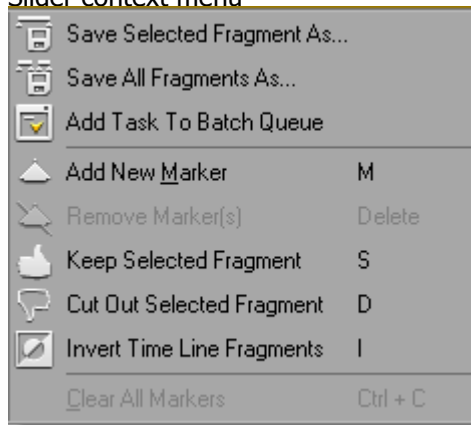 Slider context menu
Save Selected Fragment As...
Save All Fragments As...
Add Task To Batch Queue
Add New Marker M
Remove Marker(s) Delete
Keep Selected Fragment S
Cut Out Selected Fragment D
Invert Time Line Fragments I
Clear All Markers Ctrl + C